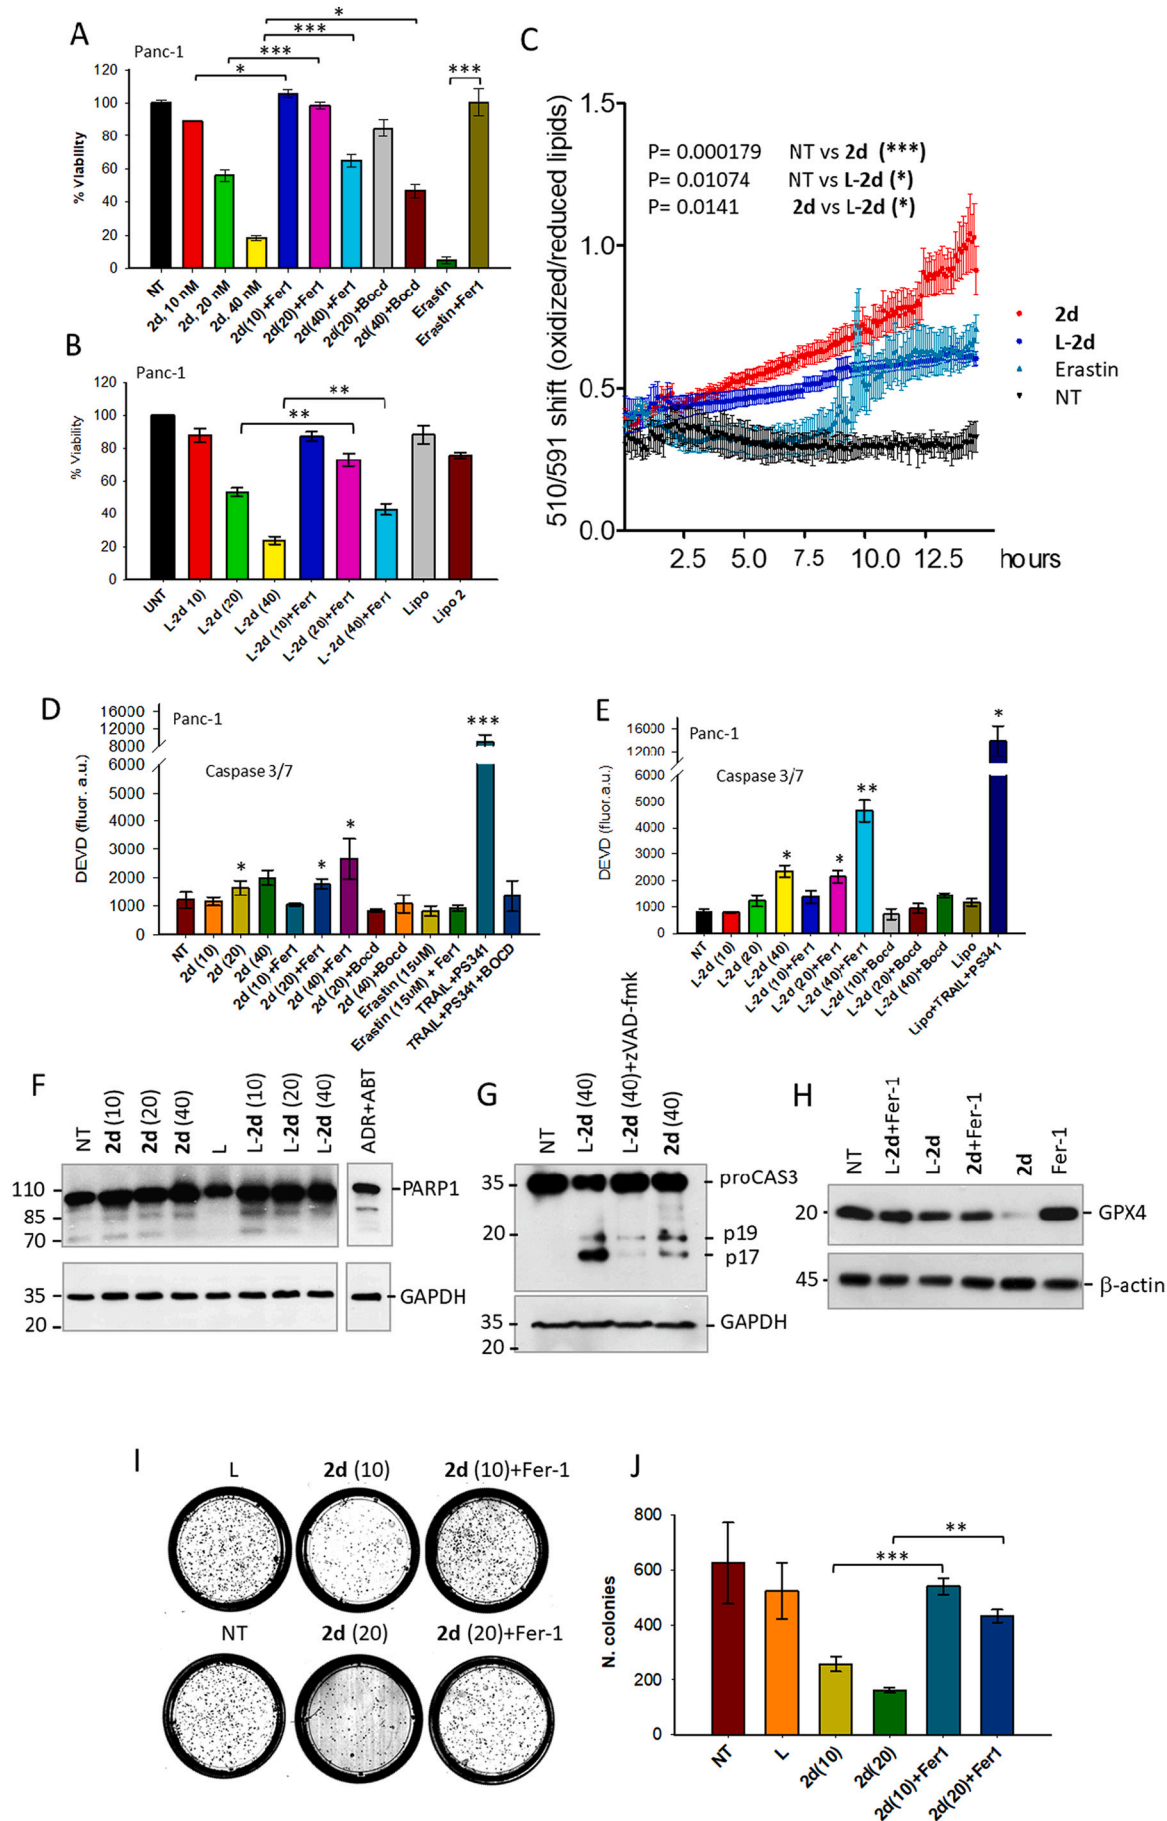 A
Panc-1
*
***
***
*
***
% Viability
120
100
80
60
40
20
0
NT
2d, 10 nM
2d, 20 nM
2d. 40 nM
2d(10)+Fer1
2d(20)+Fer1
2d(40)+Fer1
2d(20)+Bocd
2d(40)+Bocd
Erastin
Erastin+Fer1
B
Panc-1
**
**
% Viability
120
100
80
60
40
20
0
UNT
L-2d 10)
L-2d (20)
L-2d (40)
L-2d (10)+Fer1
L-2d (20)+Fer1
L- 2d (40)+Fer1
Lipo
Lipo 2
C
510/591 shift (oxidized/reduced lipids)
1.5
1.0
0.5
0.0
P= 0.000179 NT vs 2d (***)
P= 0.01074 NT vs L-2d (*)
P= 0.0141 2d vs L-2d (*)
2d
L-2d
Erastin
NT
2.5 5.0 7.5 10.0 12.5 hours
D
Panc-1
Caspase 3/7
DEVD (fluor. a.u.)
16000
12000
8000
6000
5000
4000
3000
2000
1000
0
*
*
*
***
NT
2d (10)
2d (20)
2d (40)
2d (10)+Fer1
2d (20)+Fer1
2d (40)+Fer1
2d (20)+Bocd
2d (40)+Bocd
Erastin (15uM)
Erastin (15uM) + Fer1
TRAIL+PS341
TRAIL+PS341+BOCD
E
Panc-1
Caspase 3/7
DEVD (fluor. a.u.)
16000
12000
6000
5000
4000
3000
2000
1000
0
*
*
**
*
NT
L-2d (10)
L-2d (20)
L-2d (40)
L-2d (10)+Fer1
L-2d (20)+Fer1
L-2d (40)+Fer1
L-2d (10)+Bocd
L-2d (20)+Bocd
L-2d (40)+Bocd
Lipo
Lipo+TRAIL+PS341
F
NT
2d (10)
2d (20)
2d (40)
L
L-2d (10)
L-2d (20)
L-2d (40)
ADR+ABT
110
85
70
PARP1
35
20
GAPDH
G
NT
L-2d (40)
L-2d (40)+zVAD-fmk
2d (40)
35
20
proCAS3
p19
p17
35
20
GAPDH
H
NT
L-2d+Fer-1
L-2d
2d+Fer-1
2d
Fer-1
20
GPX4
45
β-actin
I
L 2d (10) 2d (10)+Fer-1
NT 2d (20) 2d (20)+Fer-1
J
N. colonies
800
600
400
200
0
***
**
NT
L
2d(10)
2d(20)
2d(10)+Fer1
2d(20)+Fer1